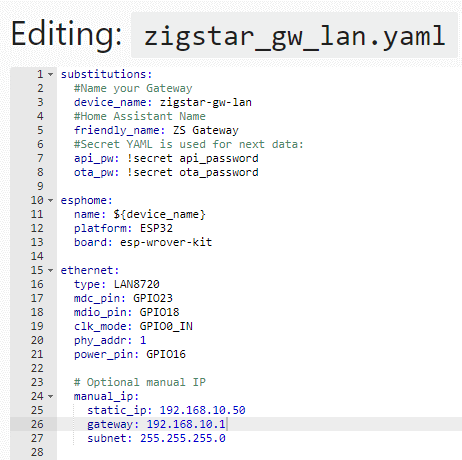 Editing: zigstar_gw_lan.yaml
1 substitutions:
2 #Name your Gateway
3 device_name: zigstar-gw-lan
4 #Home Assistant Name
5 friendly_name: ZS Gateway
6 #Secret YAML is used for next data:
7 api_pw: !secret api_password
8 ota_pw: !secret ota_password
9
10 esphome:
11 name: ${device_name}
12 platform: ESP32
13 board: esp-wrover-kit
14
15 ethernet:
16 type: LAN8720
17 mdc_pin: GPIO23
18 mdio_pin: GPIO18
19 clk_mode: GPIO0_IN
20 phy_addr: 1
21 power_pin: GPIO16
22
23 # Optional manual IP
24 manual_ip:
25 static_ip: 192.168.10.50
26 gateway: 192.168.10.1
27 subnet: 255.255.255.0
28